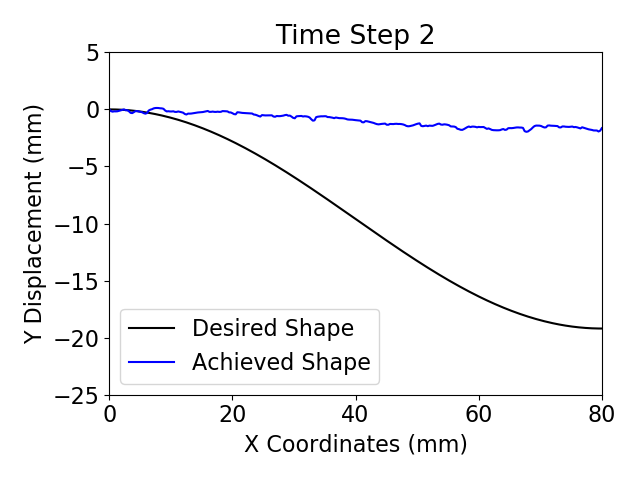 Time Step 2
5
0
−5
−10
−15
−20
−25
Y Displacement (mm)
Desired Shape
Achieved Shape
0 20 40 60 80
X Coordinates (mm)